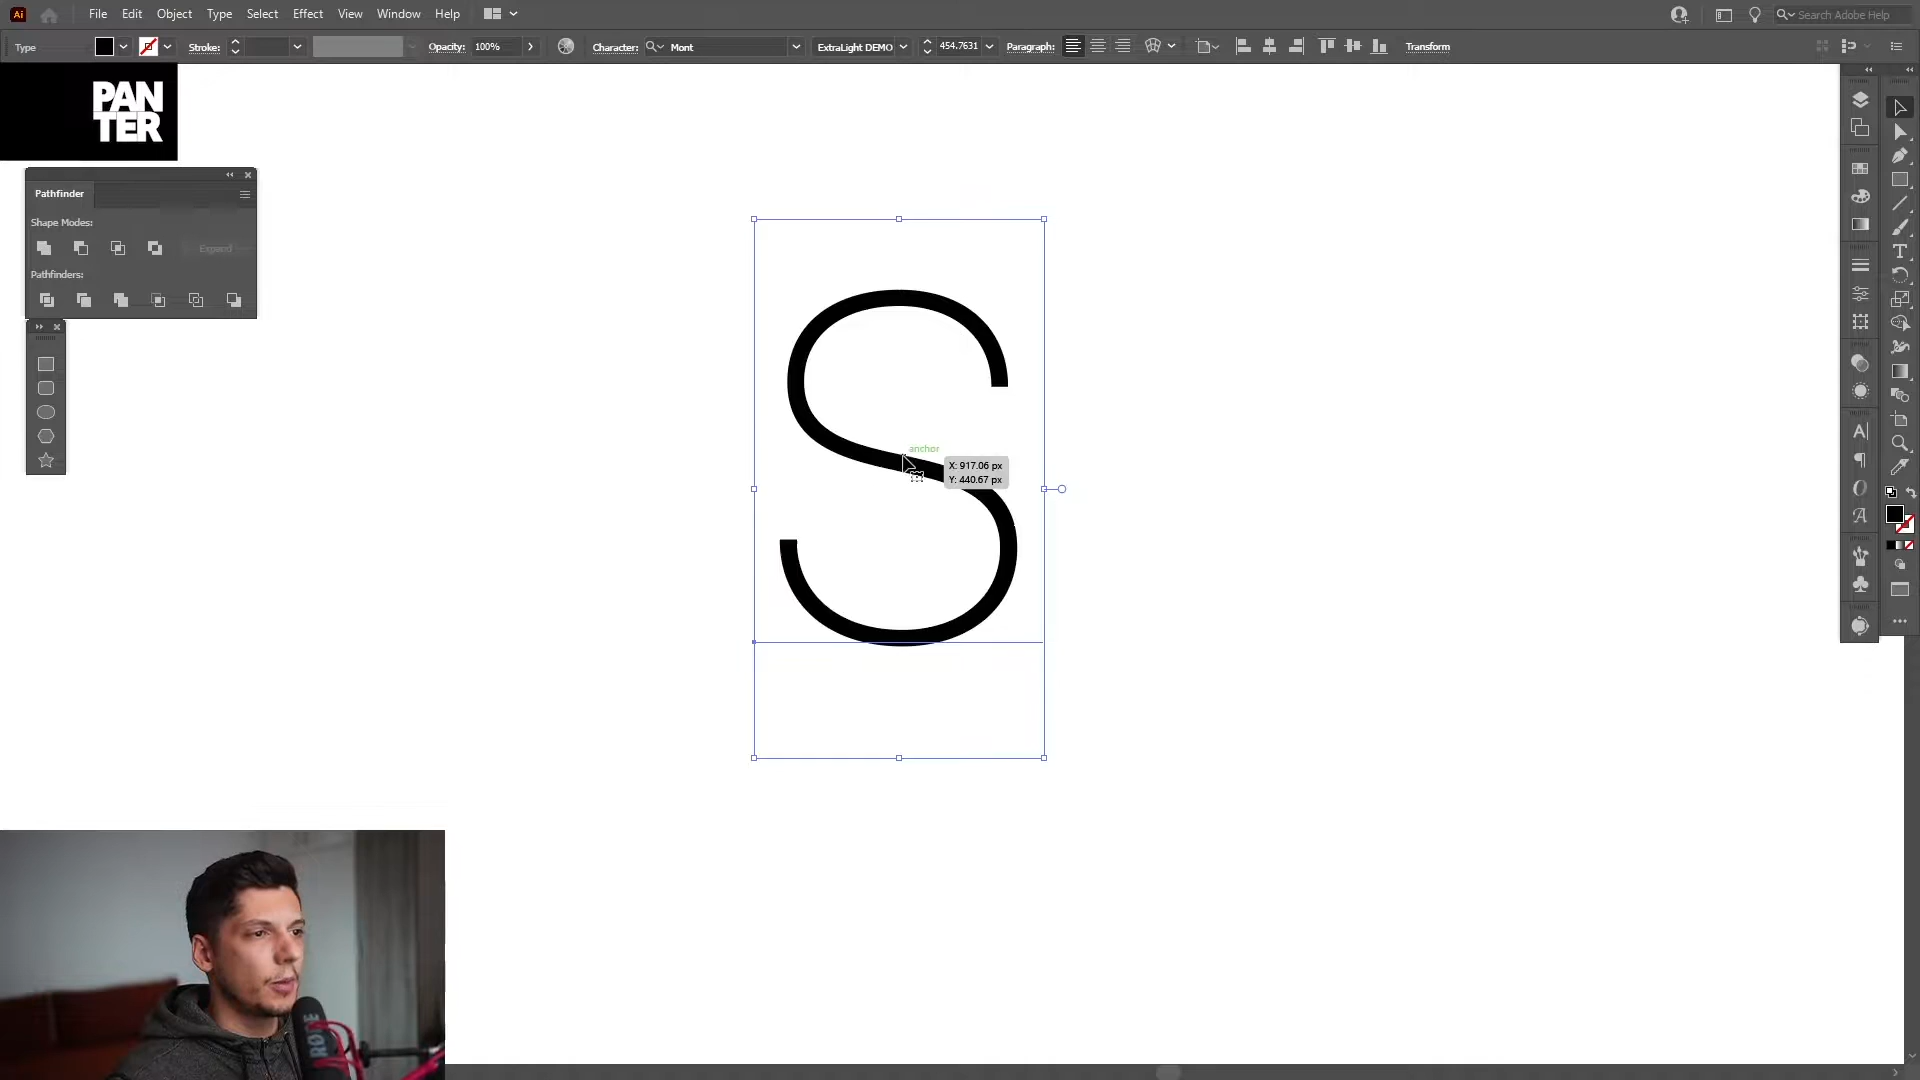 Ai File Edit Object Type Select Effect View Window Help Search Adobe Help
Type Stroke: Opacity: 100% Character: Mont ExtraLight DEMO 454.7631 Paragraph: Transform
PAN
TER
Pathfinder
Shape Modes:
Expand
Pathfinders:
S
anchor
X: 917.06 px
Y: 440.67 px
RØDE